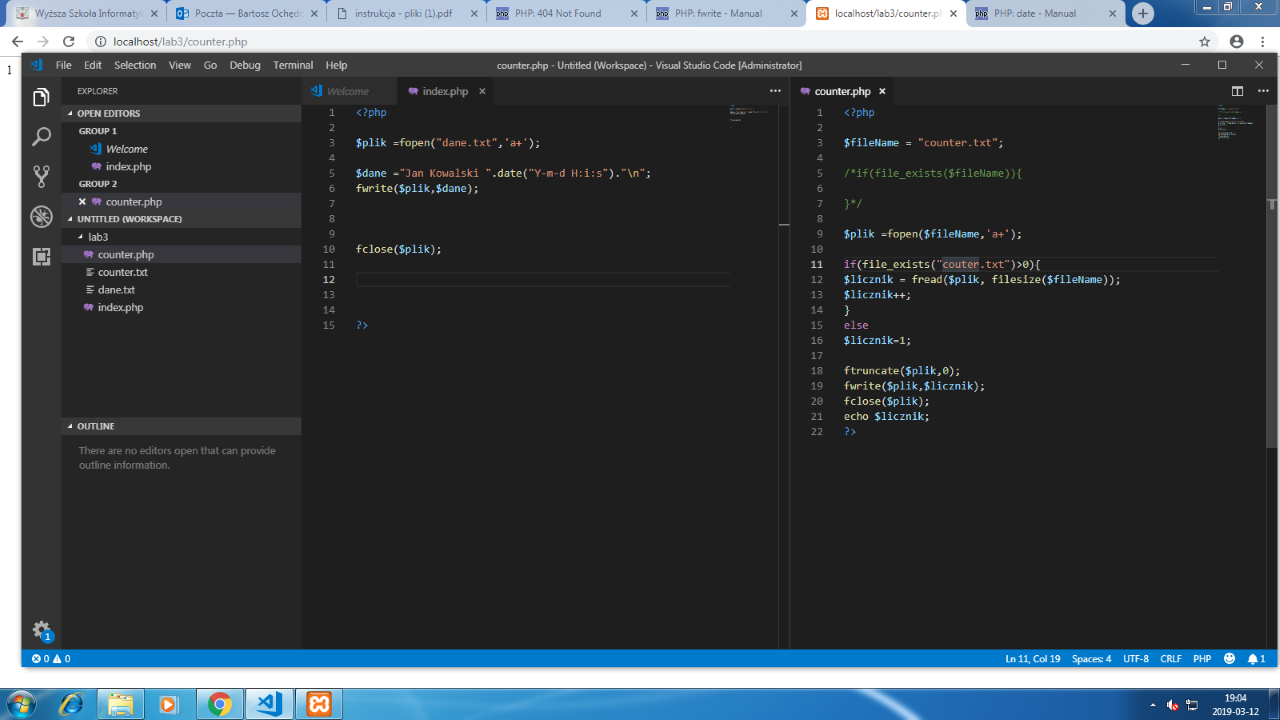 Wyższa Szkoła Informatyk
Poczta — Bartosz Ochędo
instrukcja - pliki (1).pdf
PHP: 404 Not Found
PHP: fwrite - Manual
localhost/lab3/counter.ph
PHP: date - Manual
localhost/lab3/counter.php
1
File Edit Selection View Go Debug Terminal Help
counter.php - Untitled (Workspace) - Visual Studio Code [Administrator]
EXPLORER
OPEN EDITORS
GROUP 1
Welcome
index.php
GROUP 2
counter.php
UNTITLED (WORKSPACE)
lab3
counter.php
counter.txt
dane.txt
index.php
OUTLINE
There are no editors open that can provide
outline information.
Welcome
index.php
1 <?php
2
3 $plik =fopen("dane.txt",'a+');
4
5 $dane ="Jan Kowalski ".date("Y-m-d H:i:s")."\n";
6 fwrite($plik,$dane);
7
8
9
10 fclose($plik);
11
12
13
14
15 ?>
counter.php
1 <?php
2
3 $fileName = "counter.txt";
4
5 /*if(file_exists($fileName)){
6
7 }*/
8
9 $plik =fopen($fileName,'a+');
10
11 if(file_exists("couter.txt")>0){
12 $licznik = fread($plik, filesize($fileName));
13 $licznik++;
14 }
15 else
16 $licznik=1;
17
18 ftruncate($plik,0);
19 fwrite($plik,$licznik);
20 fclose($plik);
21 echo $licznik;
22 ?>
1
0 0
Ln 11, Col 19 Spaces: 4 UTF-8 CRLF PHP 1
19:04
2019-03-12